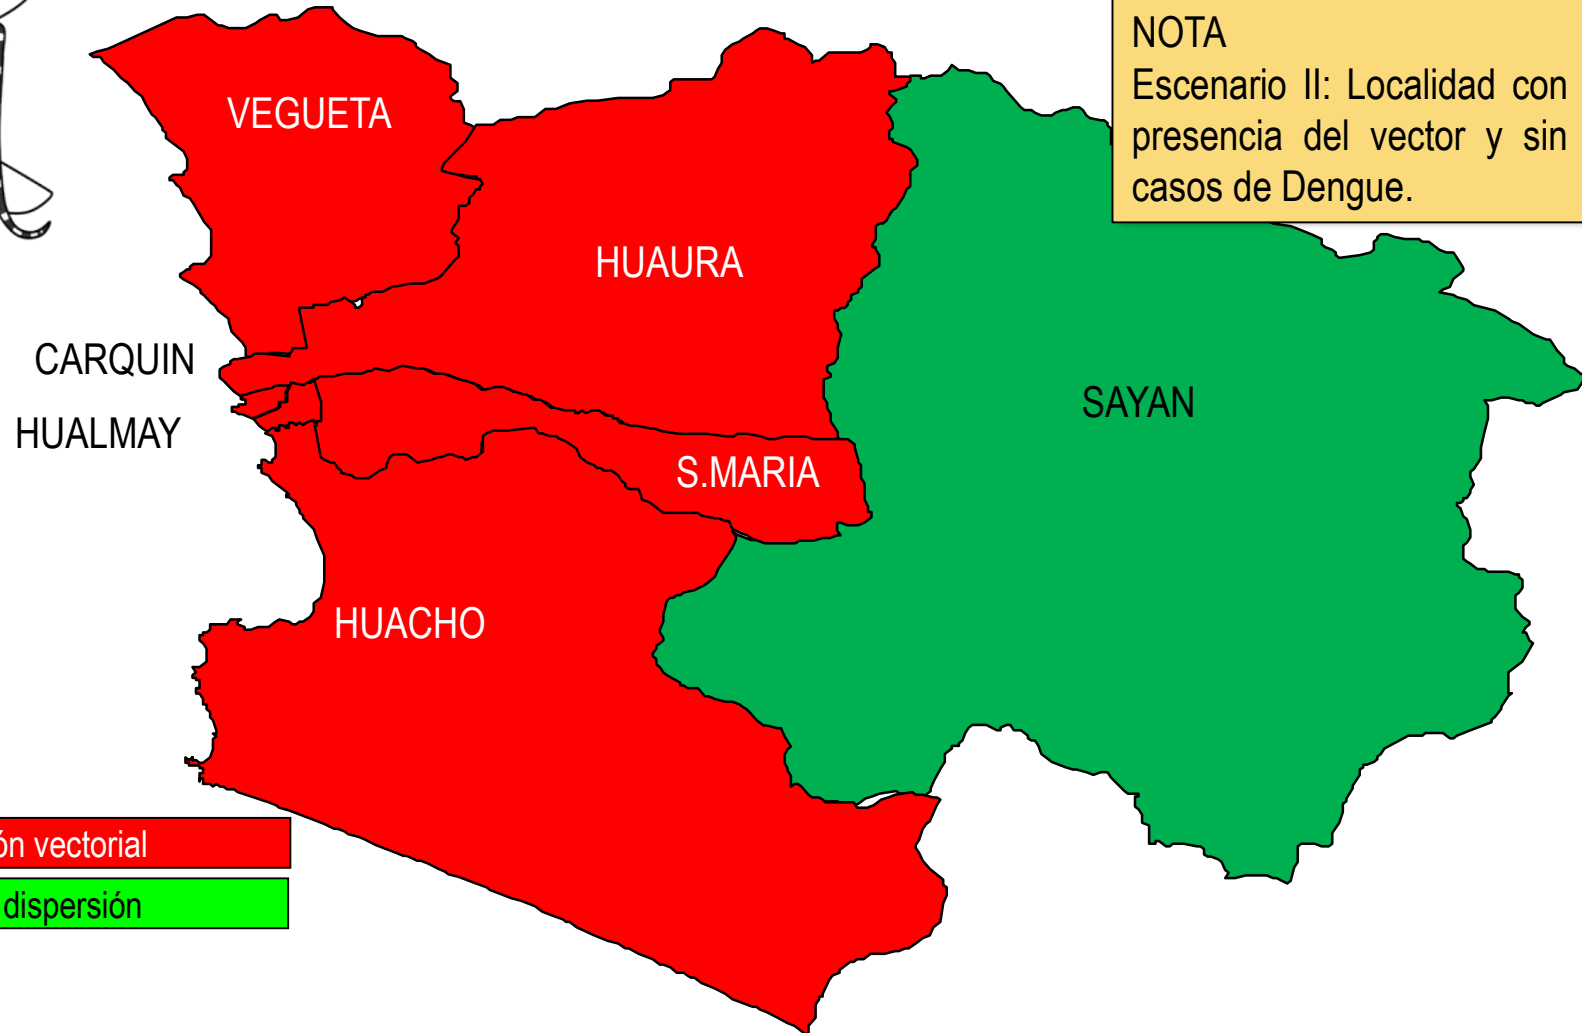 NOTA
Escenario II: Localidad con
presencia del vector y sin
casos de Dengue.
VEGUETA
HUAURA
CARQUIN
HUALMAY
SAYAN
S.MARIA
HUACHO
vectorial
dispersión